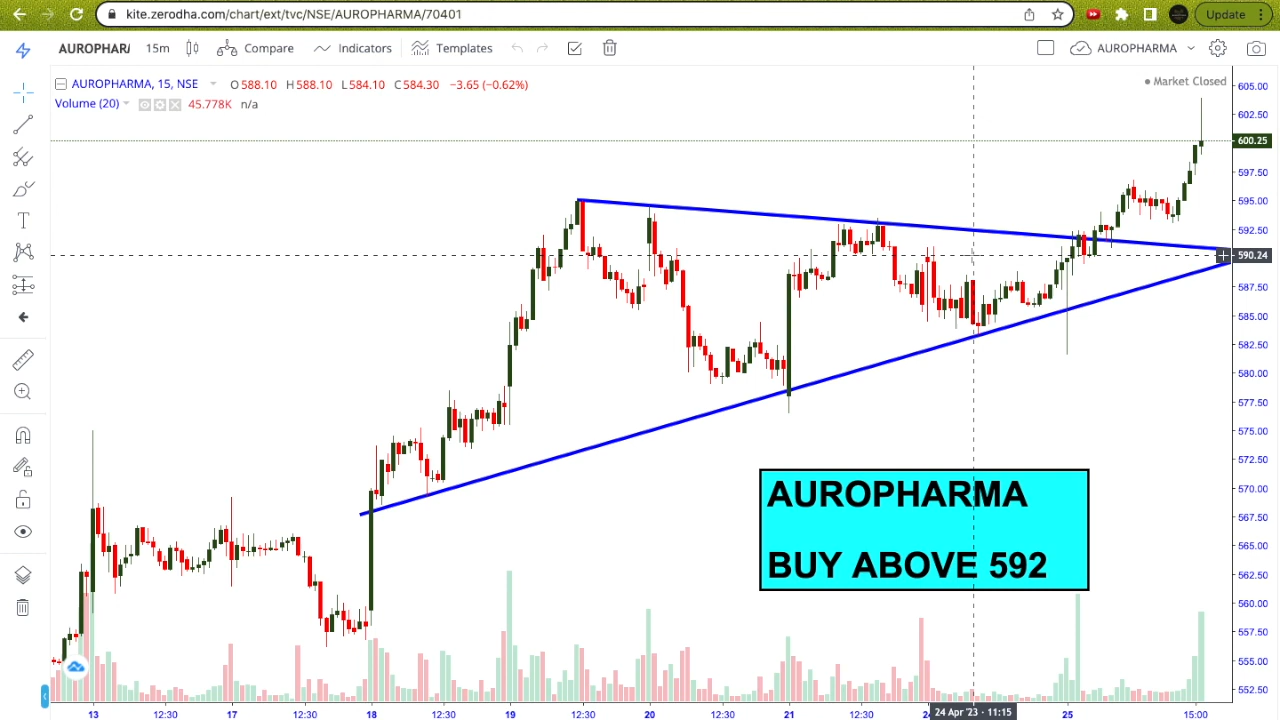 kite.zerodha.com/chart/ext/tvc/NSE/AUROPHARMA/70401
Update
AUROPHARMA
15m
Compare
Indicators
Templates
AUROPHARMA
AUROPHARMA, 15, NSE
O 588.10 H 588.10 L 584.10 C 584.30 −3.65 (−0.62%)
Market Closed
Volume (20)
45.778K n/a
605.00
602.50
600.25
597.50
595.00
592.50
590.24
587.50
585.00
582.50
580.00
577.50
575.00
572.50
570.00
567.50
565.00
562.50
560.00
557.50
555.00
552.50
AUROPHARMA
BUY ABOVE 592
13 12:30 17 12:30 18 12:30 19 12:30 20 12:30 21 12:30 24 Apr '23 - 11:15 25 15:00